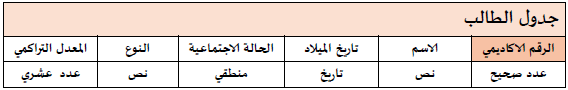 جدول الطالب
الرقم الاكاديمي الاسم تاريخ الميلاد الحالة الاجتماعية النوع المعدل التراكمي
عدد صحيح نص تاريخ منطقي نص عدد عشري